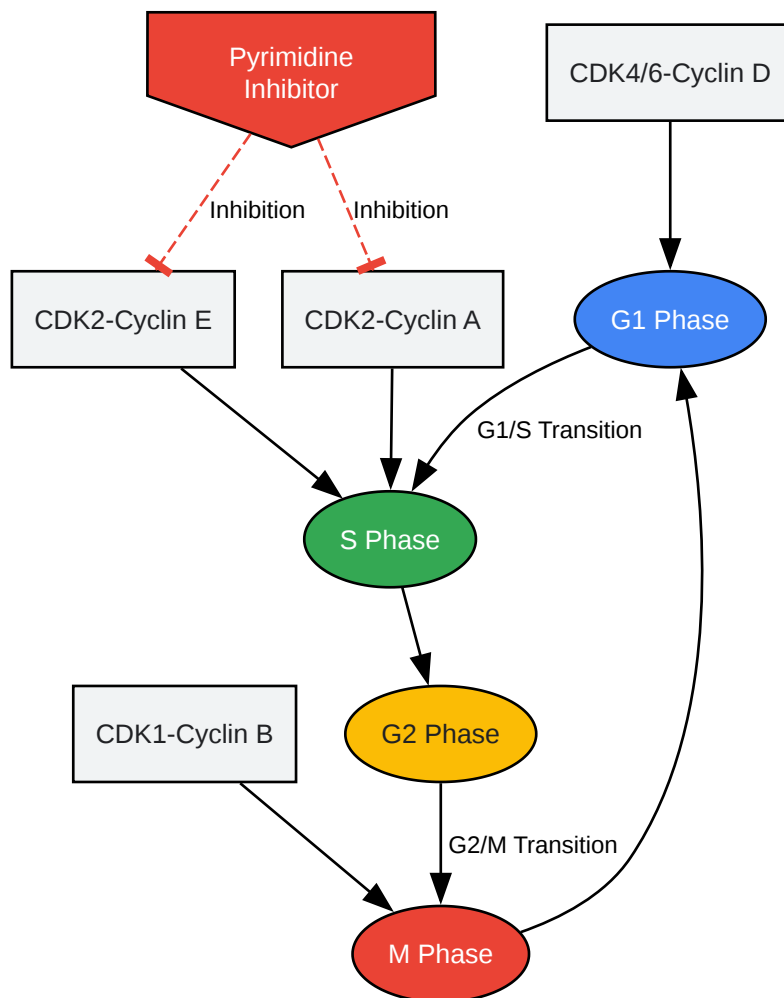 Pyrimidine
Inhibitor
CDK4/6-Cyclin D
Inhibition
Inhibition
CDK2-Cyclin E
CDK2-Cyclin A
G1 Phase
G1/S Transition
S Phase
CDK1-Cyclin B
G2 Phase
G2/M Transition
M Phase